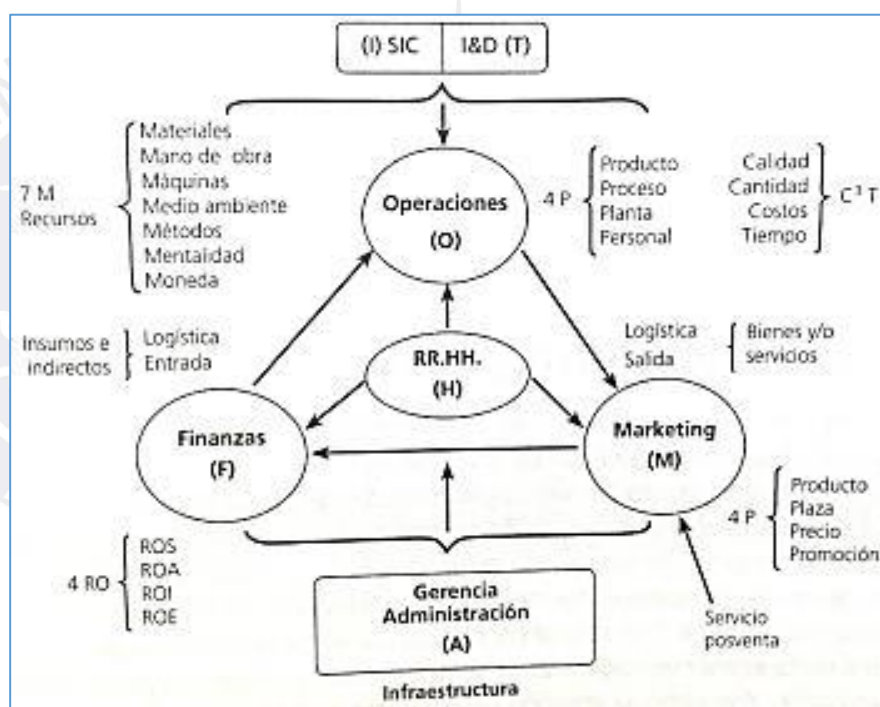 (I) SIC
I&D (T)
7 M
Recursos
Materiales
Mano de obra
Máquinas
Medio ambiente
Métodos
Mentalidad
Moneda
Operaciones
(O)
4 P
Producto
Proceso
Planta
Personal
Calidad
Cantidad
Costos
Tiempo
C³ T
Insumos e
indirectos
Logística
Entrada
RR.HH.
(H)
Logística
Salida
Bienes y/o
servicios
Finanzas
(F)
Marketing
(M)
4 RO
ROS
ROA
ROI
ROE
4 P
Producto
Plaza
Precio
Promoción
Gerencia
Administración
(A)
Infraestructura
Servicio
posventa